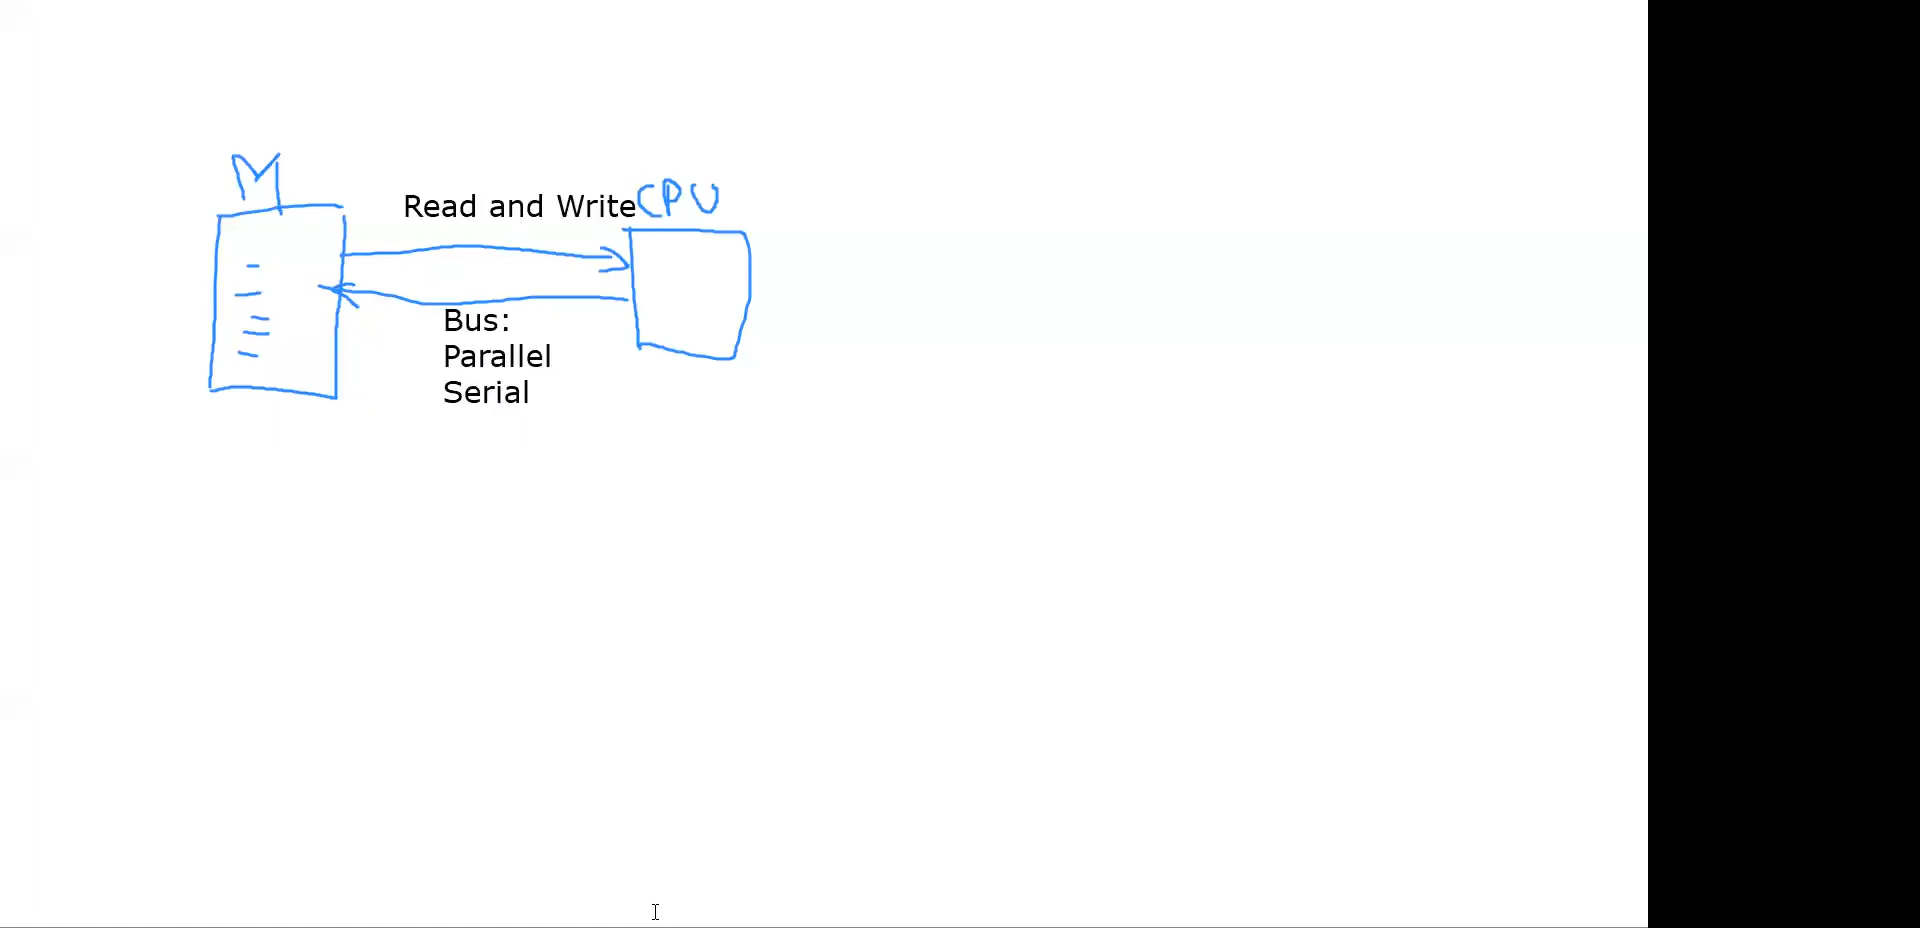 M
Read and Write CPU
Bus:
Parallel
Serial